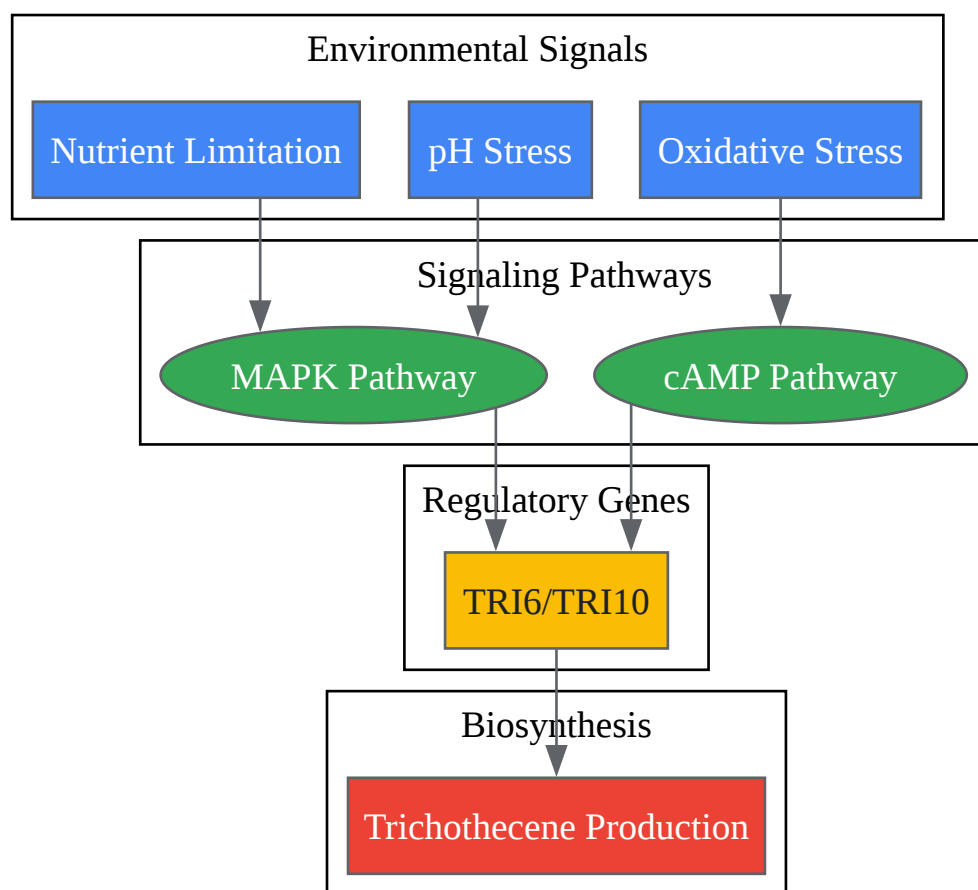 Environmental Signals
Nutrient Limitation
pH Stress
Oxidative Stress
Signaling Pathways
MAPK Pathway
cAMP Pathway
Regulatory Genes
TRI6/TRI10
Biosynthesis
Trichothecene Production